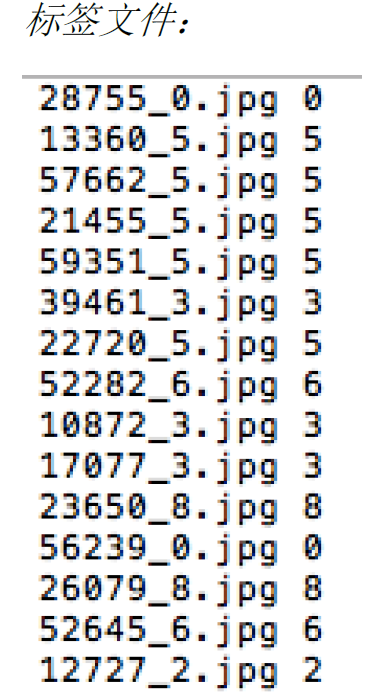 标签文件：
28755_0.jpg 0
13360_5.jpg 5
57662_5.jpg 5
21455_5.jpg 5
59351_5.jpg 5
39461_3.jpg 3
22720_5.jpg 5
52282_6.jpg 6
10872_3.jpg 3
17077_3.jpg 3
23650_8.jpg 8
56239_0.jpg 0
26079_8.jpg 8
52645_6.jpg 6
12727_2.jpg 2